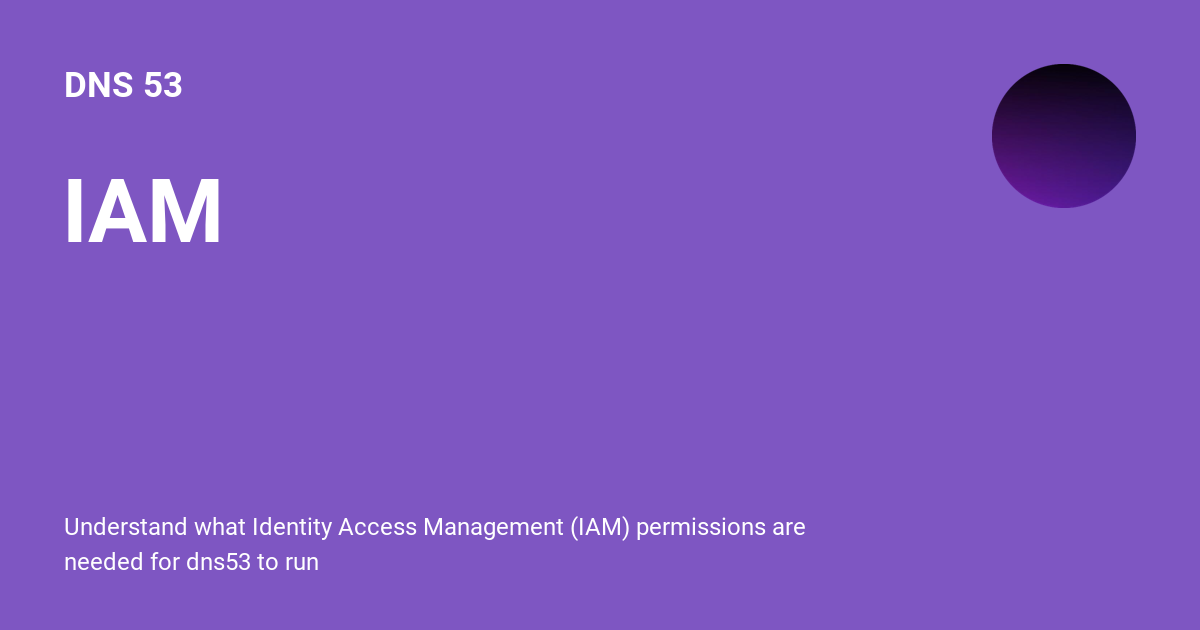 DNS 53
IAM
Understand what Identity Access Management (IAM) permissions are
needed for dns53 to run